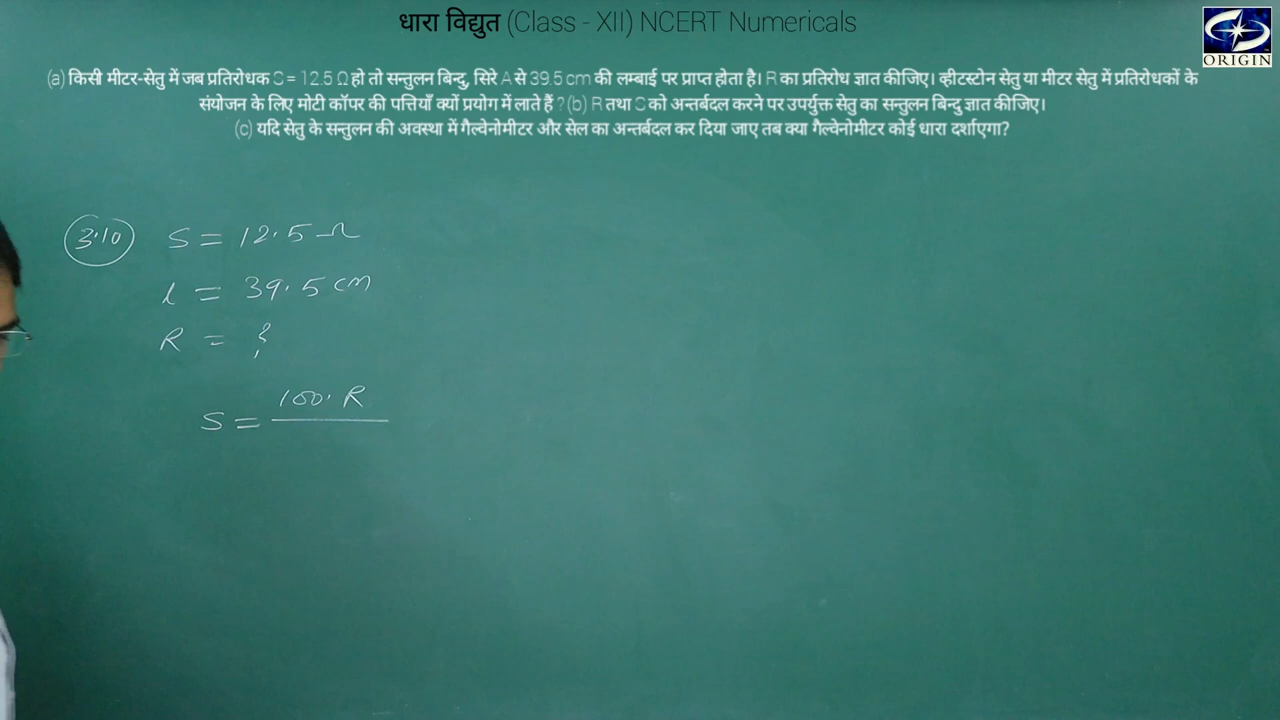 धारा विद्युत (Class - XII) NCERT Numericals
ORIGIN
(a) किसी मीटर-सेतु में जब प्रतिरोधक S = 12.5 Ω हो तो सन्तुलन बिन्दु, सिरे A से 39.5 cm की लम्बाई पर प्राप्त होता है। R का प्रतिरोध ज्ञात कीजिए। व्हीटस्टोन सेतु या मीटर सेतु में प्रतिरोधकों के
संयोजन के लिए मोटी कॉपर की पत्तियाँ क्यों प्रयोग में लाते हैं ? (b) R तथा S को अन्तर्बदल करने पर उपर्युक्त सेतु का सन्तुलन बिन्दु ज्ञात कीजिए।
(c) यदि सेतु के सन्तुलन की अवस्था में गैल्वेनोमीटर और सेल का अन्तर्बदल कर दिया जाए तब क्या गैल्वेनोमीटर कोई धारा दर्शाएगा?
3.10 S = 12.5 Ω
l = 39.5 cm
R = ?
100. R
S =